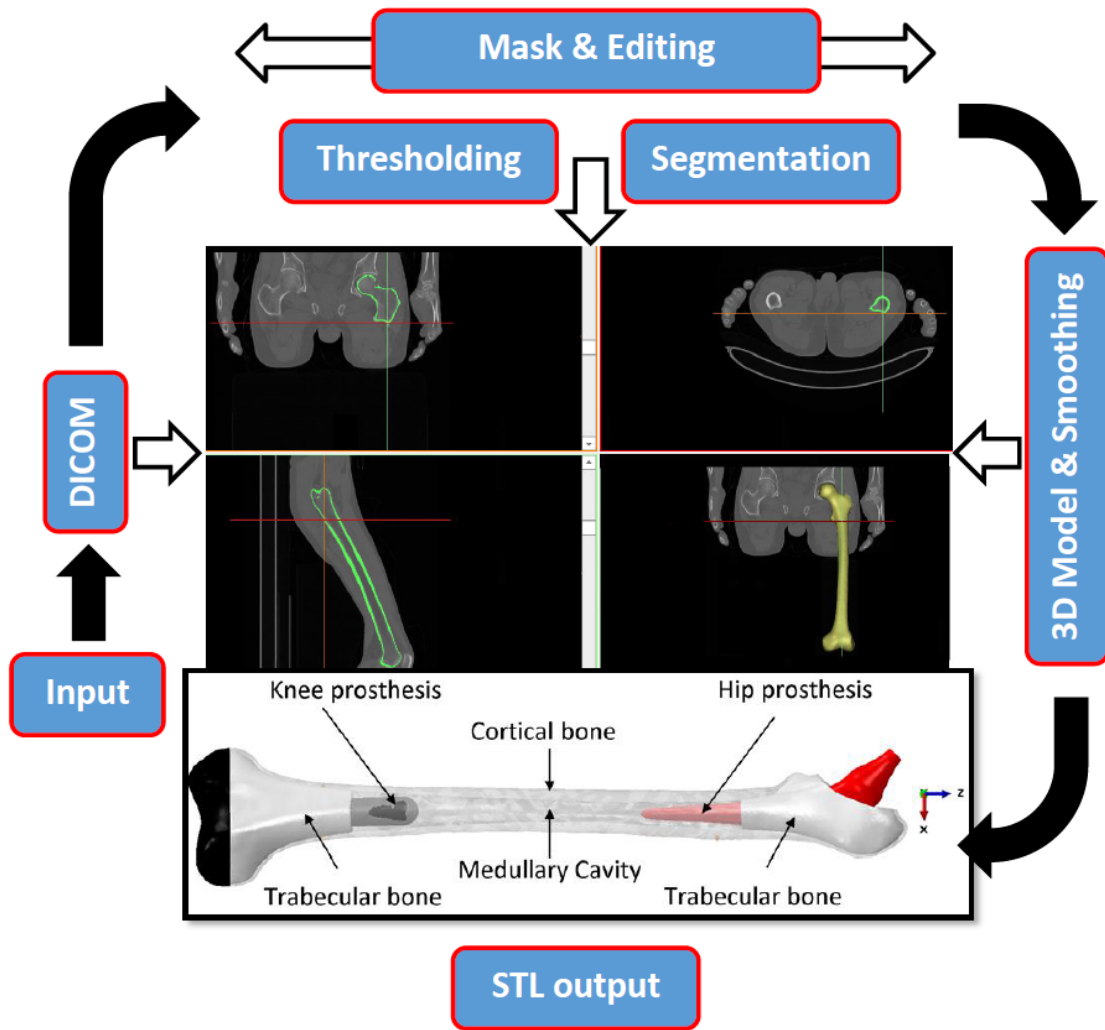 Mask & Editing
Thresholding
Segmentation
DICOM
3D Model & Smoothing
Input
Knee prosthesis
Hip prosthesis
Cortical bone
Z
X
Medullary Cavity
Trabecular bone
Trabecular bone
STL output